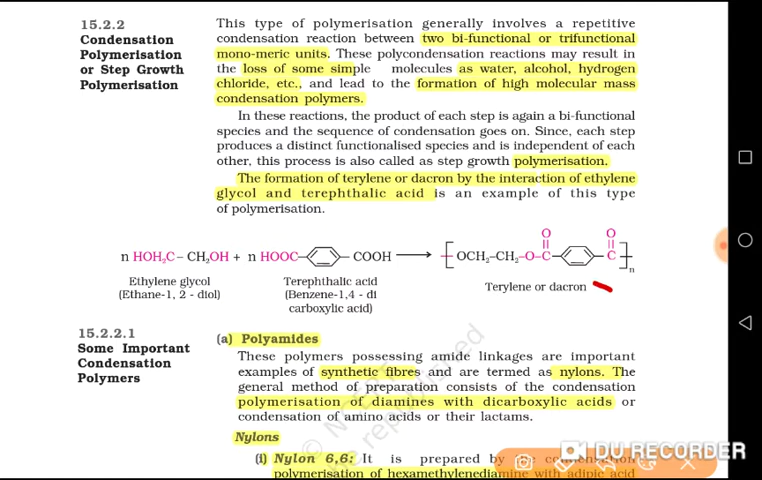 15.2.2
Condensation
Polymerisation
or Step Growth
Polymerisation
This type of polymerisation generally involves a repetitive
condensation reaction between two bi-functional or trifunctional
mono-meric units. These polycondensation reactions may result in
the loss of some simple molecules as water, alcohol, hydrogen
chloride, etc., and lead to the formation of high molecular mass
condensation polymers.
In these reactions, the product of each step is again a bi-functional
species and the sequence of condensation goes on. Since, each step
produces a distinct functionalised species and is independent of each
other, this process is also called as step growth polymerisation.
The formation of terylene or dacron by the interaction of ethylene
glycol and terephthalic acid is an example of this type
of polymerisation.
n HOH₂C – CH₂OH + n HOOC COOH → [ OCH₂–CH₂–O–C C ]n
O O
Ethylene glycol
(Ethane-1, 2 - diol)
Terephthalic acid
(Benzene-1,4 - di
carboxylic acid)
Terylene or dacron
15.2.2.1
Some Important
Condensation
Polymers
(a) Polyamides
These polymers possessing amide linkages are important
examples of synthetic fibres and are termed as nylons. The
general method of preparation consists of the condensation
polymerisation of diamines with dicarboxylic acids or
condensation of amino acids or their lactams.
Nylons
(i) Nylon 6,6: It is prepared by the condensation
polymerisation of hexamethylenediamine with adipic acid
DU RECORDER